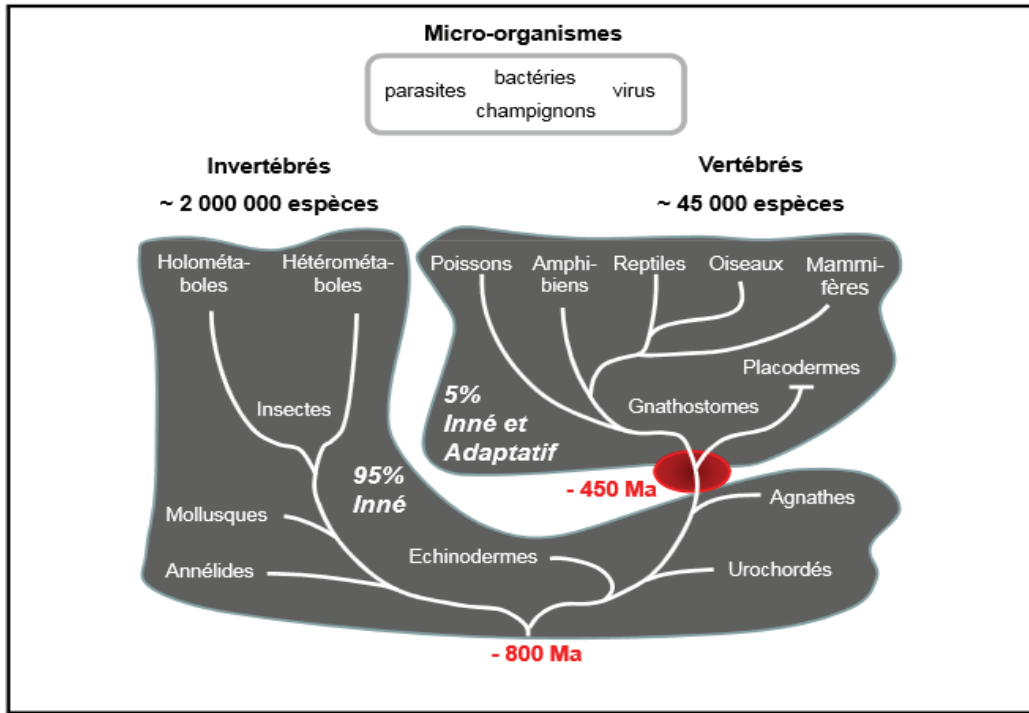 Micro-organismes
bactéries
parasites
virus
champignons
Invertébrés
~ 2 000 000 espèces
Vertébrés
~ 45 000 espèces
Holométa-
boles
Hétérométa-
boles
Poissons
Amphi-
biens
Reptiles
Oiseaux
Mammi-
fères
Placodermes
Insectes
5%
Inné et
Adaptatif
Gnathostomes
95%
Inné
- 450 Ma
Agnathes
Mollusques
Echinodermes
Annélides
Urochordés
- 800 Ma